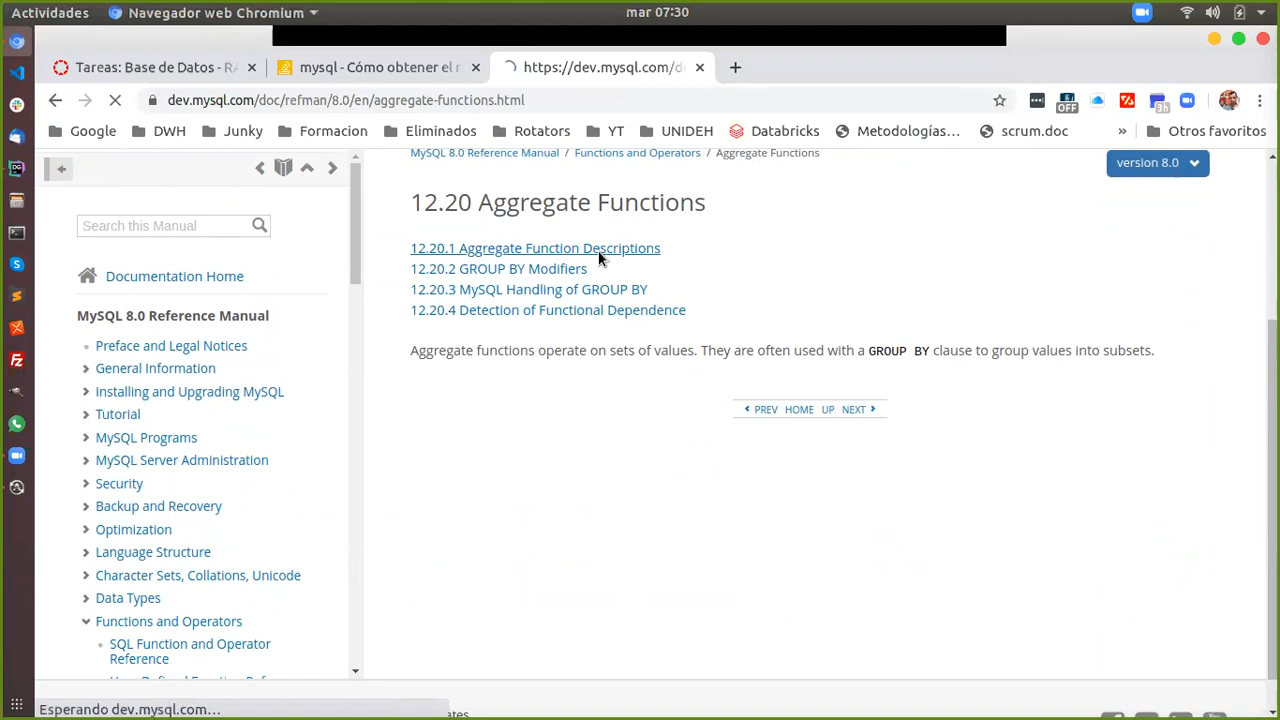 Actividades Navegador web Chromium mar 07:30
Tareas: Base de Datos - RA mysql - Cómo obtener el r https://dev.mysql.com/d
dev.mysql.com/doc/refman/8.0/en/aggregate-functions.html OFF 3h
Google DWH Junky Formacion Eliminados Rotators YT UNIDEH Databricks Metodologías... scrum.doc » Otros favoritos
MySQL 8.0 Reference Manual / Functions and Operators / Aggregate Functions
version 8.0
12.20 Aggregate Functions
12.20.1 Aggregate Function Descriptions
12.20.2 GROUP BY Modifiers
12.20.3 MySQL Handling of GROUP BY
12.20.4 Detection of Functional Dependence
Aggregate functions operate on sets of values. They are often used with a GROUP BY clause to group values into subsets.
PREV HOME UP NEXT
Search this Manual
Documentation Home
MySQL 8.0 Reference Manual
Preface and Legal Notices
General Information
Installing and Upgrading MySQL
Tutorial
MySQL Programs
MySQL Server Administration
Security
Backup and Recovery
Optimization
Language Structure
Character Sets, Collations, Unicode
Data Types
Functions and Operators
SQL Function and Operator
Reference
Esperando dev.mysql.com...